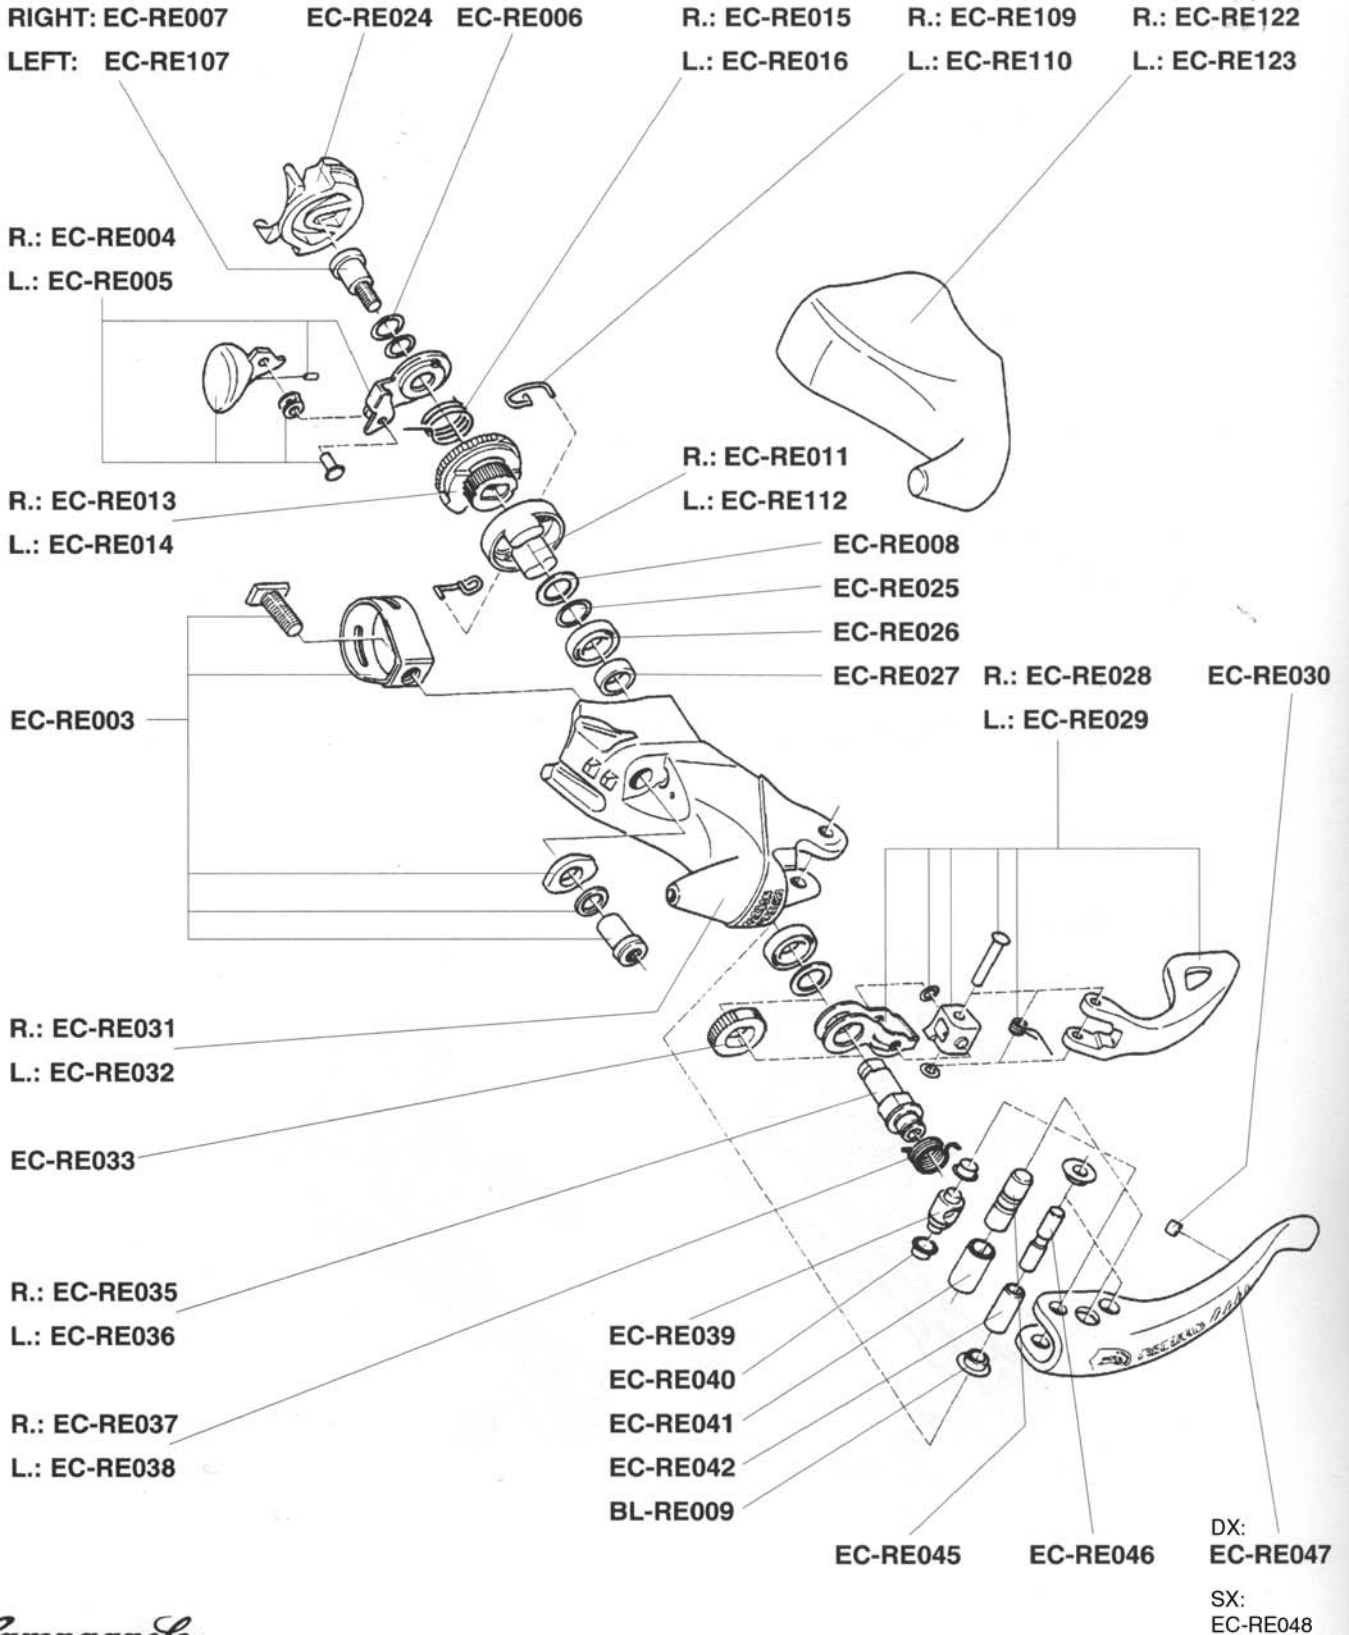 RIGHT: EC-RE007 EC-RE024 EC-RE006 R.: EC-RE015 R.: EC-RE109 R.: EC-RE122
LEFT: EC-RE107 L.: EC-RE016 L.: EC-RE110 L.: EC-RE123
R.: EC-RE004
L.: EC-RE005
R.: EC-RE011
L.: EC-RE112
R.: EC-RE013
L.: EC-RE014
EC-RE008
EC-RE025
EC-RE026
EC-RE027 R.: EC-RE028 EC-RE030
L.: EC-RE029
EC-RE003
R.: EC-RE031
L.: EC-RE032
EC-RE033
R.: EC-RE035
L.: EC-RE036
EC-RE039
EC-RE040
R.: EC-RE037
L.: EC-RE038
EC-RE041
EC-RE042
BL-RE009
EC-RE045 EC-RE046
DX:
EC-RE047
SX:
EC-RE048